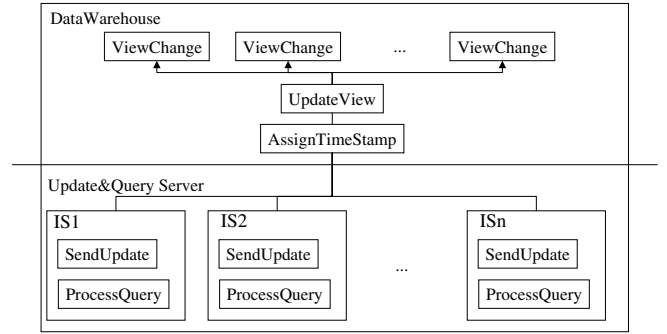 DataWarehouse
ViewChange ViewChange ... ViewChange
UpdateView
AssignTimeStamp
Update&Query Server
IS1 IS2 ISn
SendUpdate SendUpdate SendUpdate
...
ProcessQuery ProcessQuery ProcessQuery